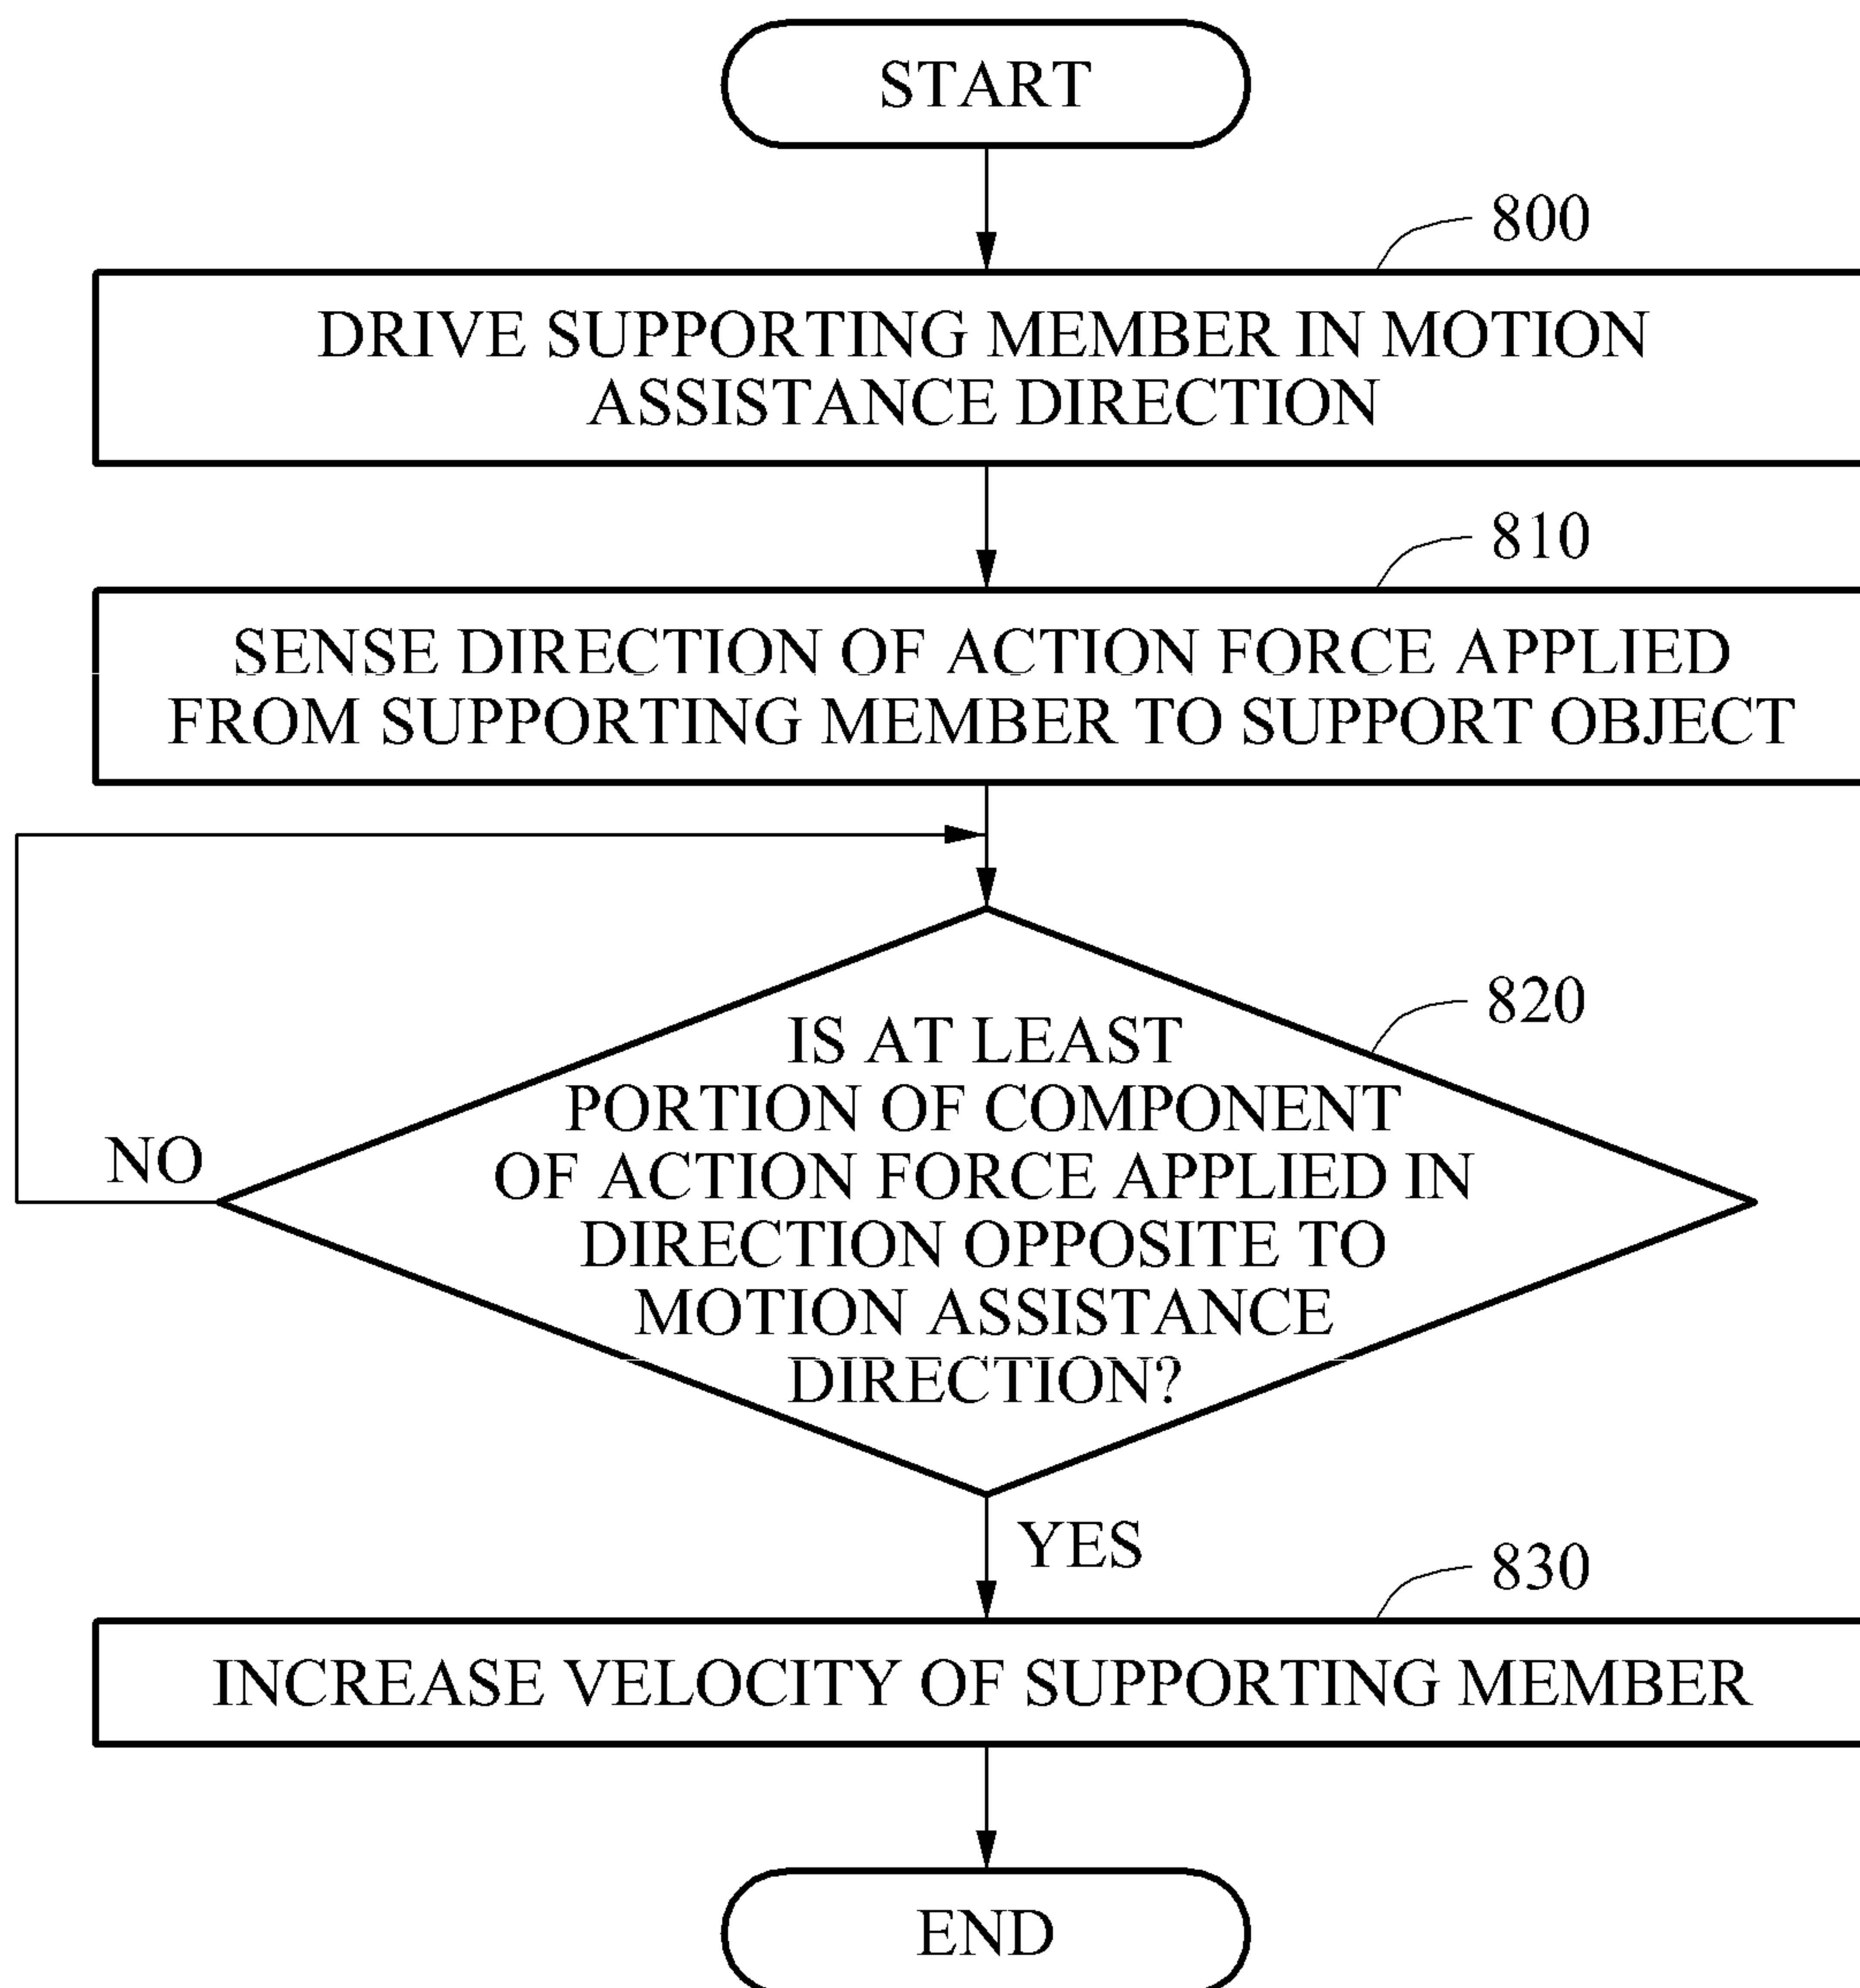 START
800
DRIVE SUPPORTING MEMBER IN MOTION
ASSISTANCE DIRECTION
810
SENSE DIRECTION OF ACTION FORCE APPLIED
FROM SUPPORTING MEMBER TO SUPPORT OBJECT
820
IS AT LEAST
PORTION OF COMPONENT
OF ACTION FORCE APPLIED IN
DIRECTION OPPOSITE TO
MOTION ASSISTANCE
DIRECTION?
NO
YES
830
INCREASE VELOCITY OF SUPPORTING MEMBER
END